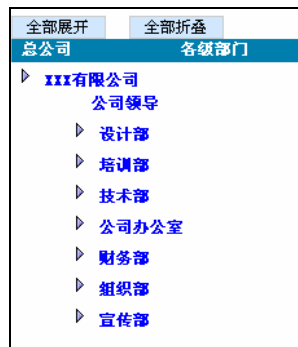 全部展开 全部折叠
总公司 各级部门
xxx有限公司
公司领导
设计部
培训部
技术部
公司办公室
财务部
组织部
宣传部